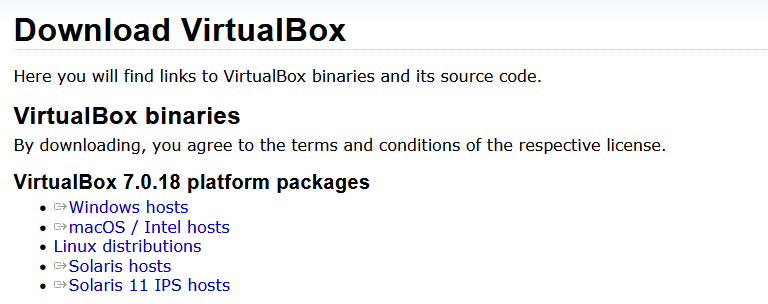 Download VirtualBox
Here you will find links to VirtualBox binaries and its source code.
VirtualBox binaries
By downloading, you agree to the terms and conditions of the respective license.
VirtualBox 7.0.18 platform packages
Windows hosts
macOS / Intel hosts
Linux distributions
Solaris hosts
Solaris 11 IPS hosts